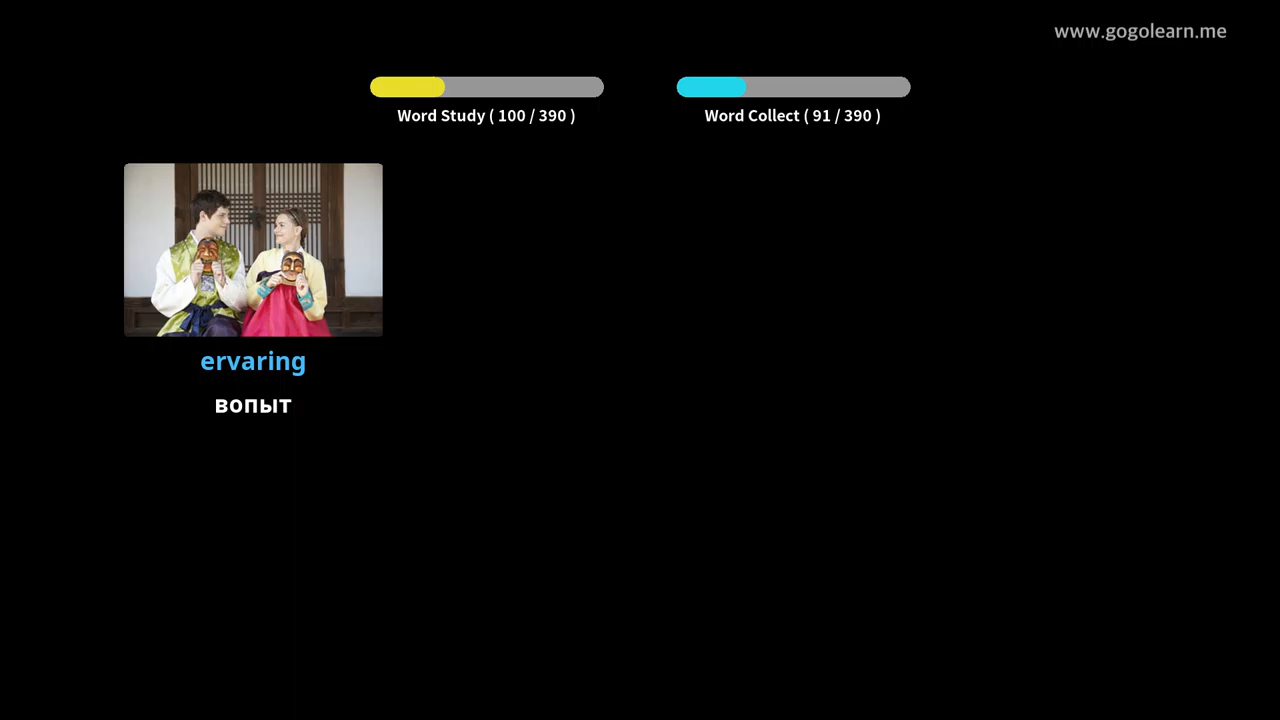 www.gogolearn.me
Word Study ( 100 / 390 )
Word Collect ( 91 / 390 )
ervaring
вопыт